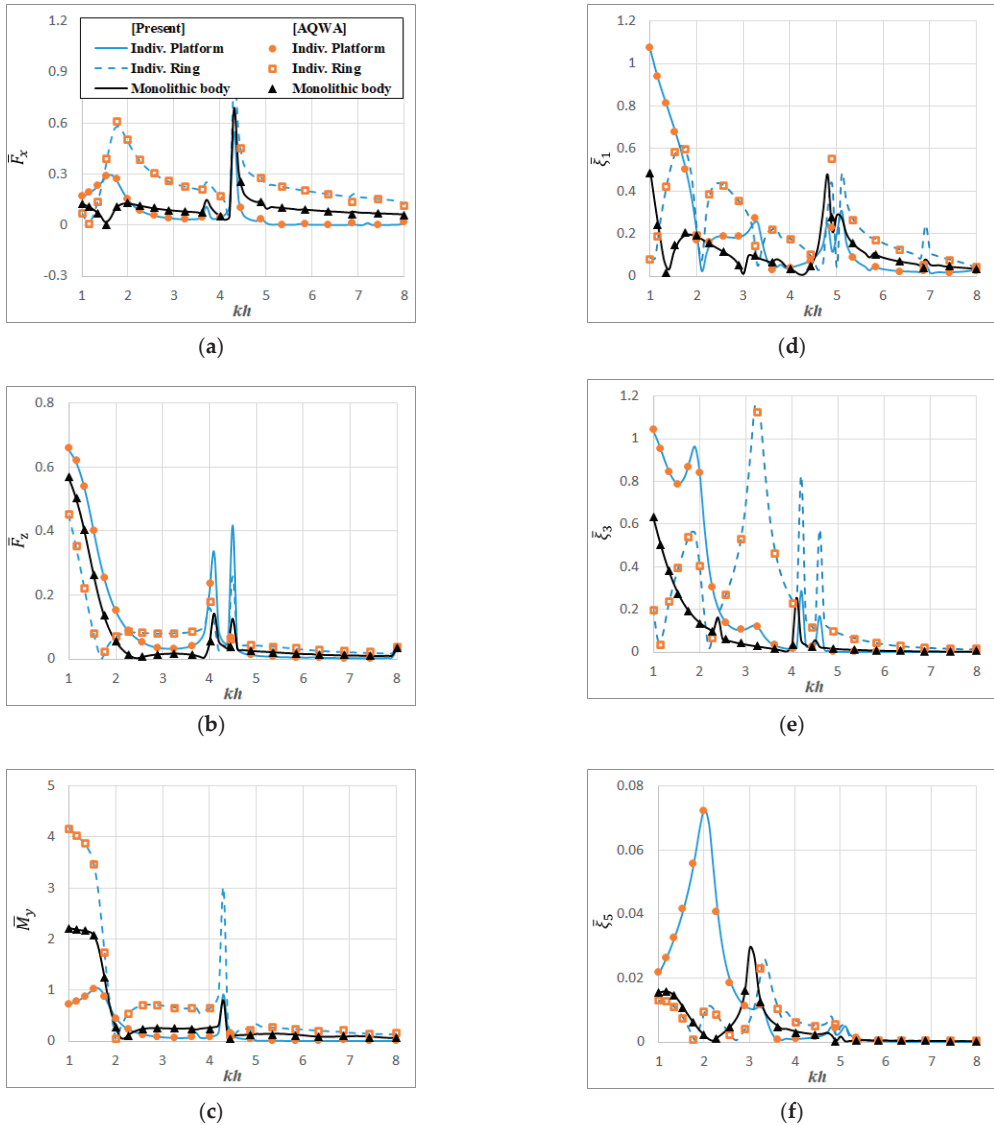 [Present] [AQWA]
Indiv. Platform Indiv. Platform
Indiv. Ring Indiv. Ring
Monolithic body Monolithic body
1.2
0.9
0.6
0.3
0
-0.3
F̅x
1 2 3 4 5 6 7 8
kh
(a)
1.2
1
0.8
0.6
0.4
0.2
0
ξ̅1
1 2 3 4 5 6 7 8
kh
(d)
0.8
0.6
0.4
0.2
0
F̅z
1 2 3 4 5 6 7 8
kh
(b)
1.2
1
0.8
0.6
0.4
0.2
0
ξ̅3
1 2 3 4 5 6 7 8
kh
(e)
5
4
3
2
1
0
M̅y
1 2 3 4 5 6 7 8
kh
(c)
0.08
0.06
0.04
0.02
0
ξ̅5
1 2 3 4 5 6 7 8
kh
(f)